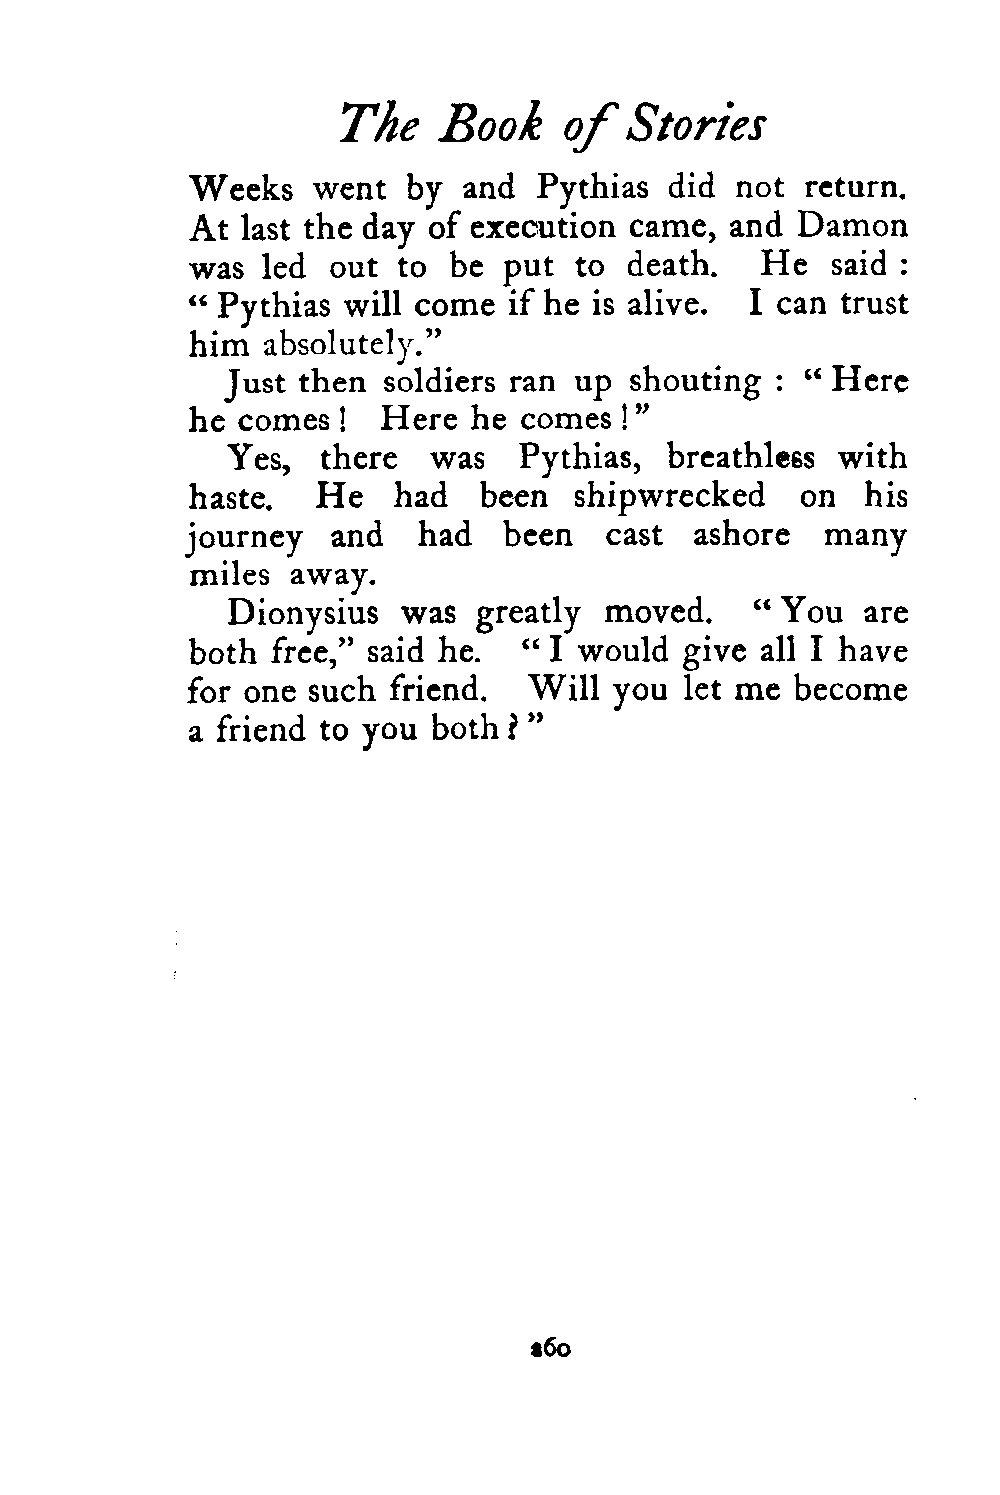 The Book of Stories
Weeks went by and Pythias did not return.
At last the day of execution came, and Damon
was led out to be put to death. He said :
“ Pythias will come if he is alive. I can trust
him absolutely.”
Just then soldiers ran up shouting : “ Here
he comes ! Here he comes !”
Yes, there was Pythias, breathless with
haste. He had been shipwrecked on his
journey and had been cast ashore many
miles away.
Dionysius was greatly moved. “ You are
both free,” said he. “ I would give all I have
for one such friend. Will you let me become
a friend to you both ? ”
260